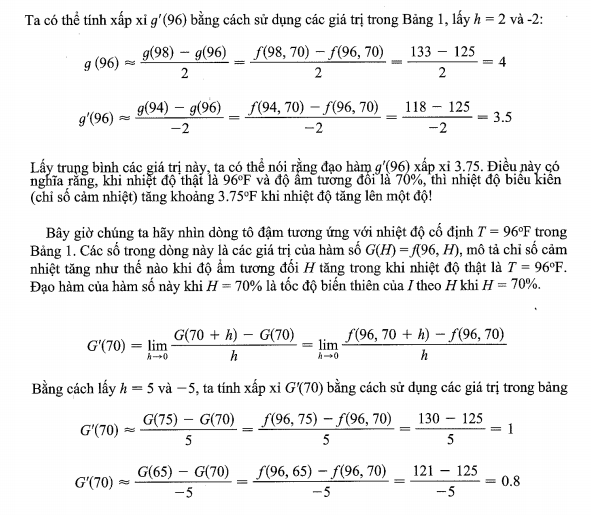 Ta có thể tính xấp xỉ g'(96) bằng cách sử dụng các giá trị trong Bảng 1, lấy h = 2 và -2:
g (96) ≈ g(98) − g(96) / 2 = f(98, 70) − f(96, 70) / 2 = 133 − 125 / 2 = 4
g'(96) ≈ g(94) − g(96) / −2 = f(94, 70) − f(96, 70) / −2 = 118 − 125 / −2 = 3.5
Lấy trung bình các giá trị này, ta có thể nói rằng đạo hàm g'(96) xấp xỉ 3.75. Điều này có
nghĩa rằng, khi nhiệt độ thật là 96°F và độ ẩm tương đối là 70%, thì nhiệt độ biểu kiến
(chỉ số cảm nhiệt) tăng khoảng 3.75°F khi nhiệt độ tăng lên một độ!
Bây giờ chúng ta hãy nhìn dòng tô đậm tương ứng với nhiệt độ cố định T = 96°F trong
Bảng 1. Các số trong dòng này là các giá trị của hàm số G(H) = f(96, H), mô tả chỉ số cảm
nhiệt tăng như thế nào khi độ ẩm tương đối H tăng trong khi nhiệt độ thật là T = 96°F.
Đạo hàm của hàm số này khi H = 70% là tốc độ biến thiên của I theo H khi H = 70%.
G'(70) = lim h→0 G(70 + h) − G(70) / h = lim h→0 f(96, 70 + h) − f(96, 70) / h
Bằng cách lấy h = 5 và −5, ta tính xấp xỉ G'(70) bằng cách sử dụng các giá trị trong bảng
G'(70) ≈ G(75) − G(70) / 5 = f(96, 75) − f(96, 70) / 5 = 130 − 125 / 5 = 1
G'(70) ≈ G(65) − G(70) / −5 = f(96, 65) − f(96, 70) / −5 = 121 − 125 / −5 = 0.8